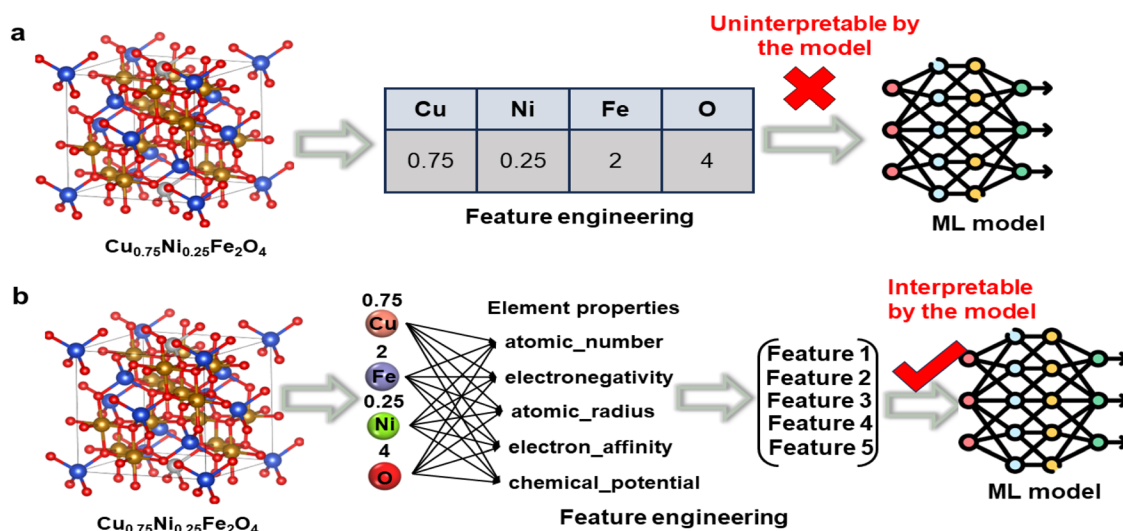 a
Uninterpretable by
the model
Cu Ni Fe O
0.75 0.25 2 4
Feature engineering
ML model
Cu₀.₇₅Ni₀.₂₅Fe₂O₄
b
0.75
Cu
2
Fe
0.25
Ni
4
O
Element properties
atomic_number
electronegativity
atomic_radius
electron_affinity
chemical_potential
Feature engineering
Feature 1
Feature 2
Feature 3
Feature 4
Feature 5
Interpretable
by the model
ML model
Cu₀.₇₅Ni₀.₂₅Fe₂O₄